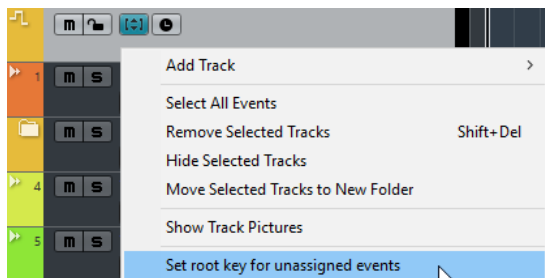 m
Add Track
1 m s
Select All Events
m s
Remove Selected Tracks Shift+Del
Hide Selected Tracks
4 m s
Move Selected Tracks to New Folder
Show Track Pictures
5 m s
Set root key for unassigned events